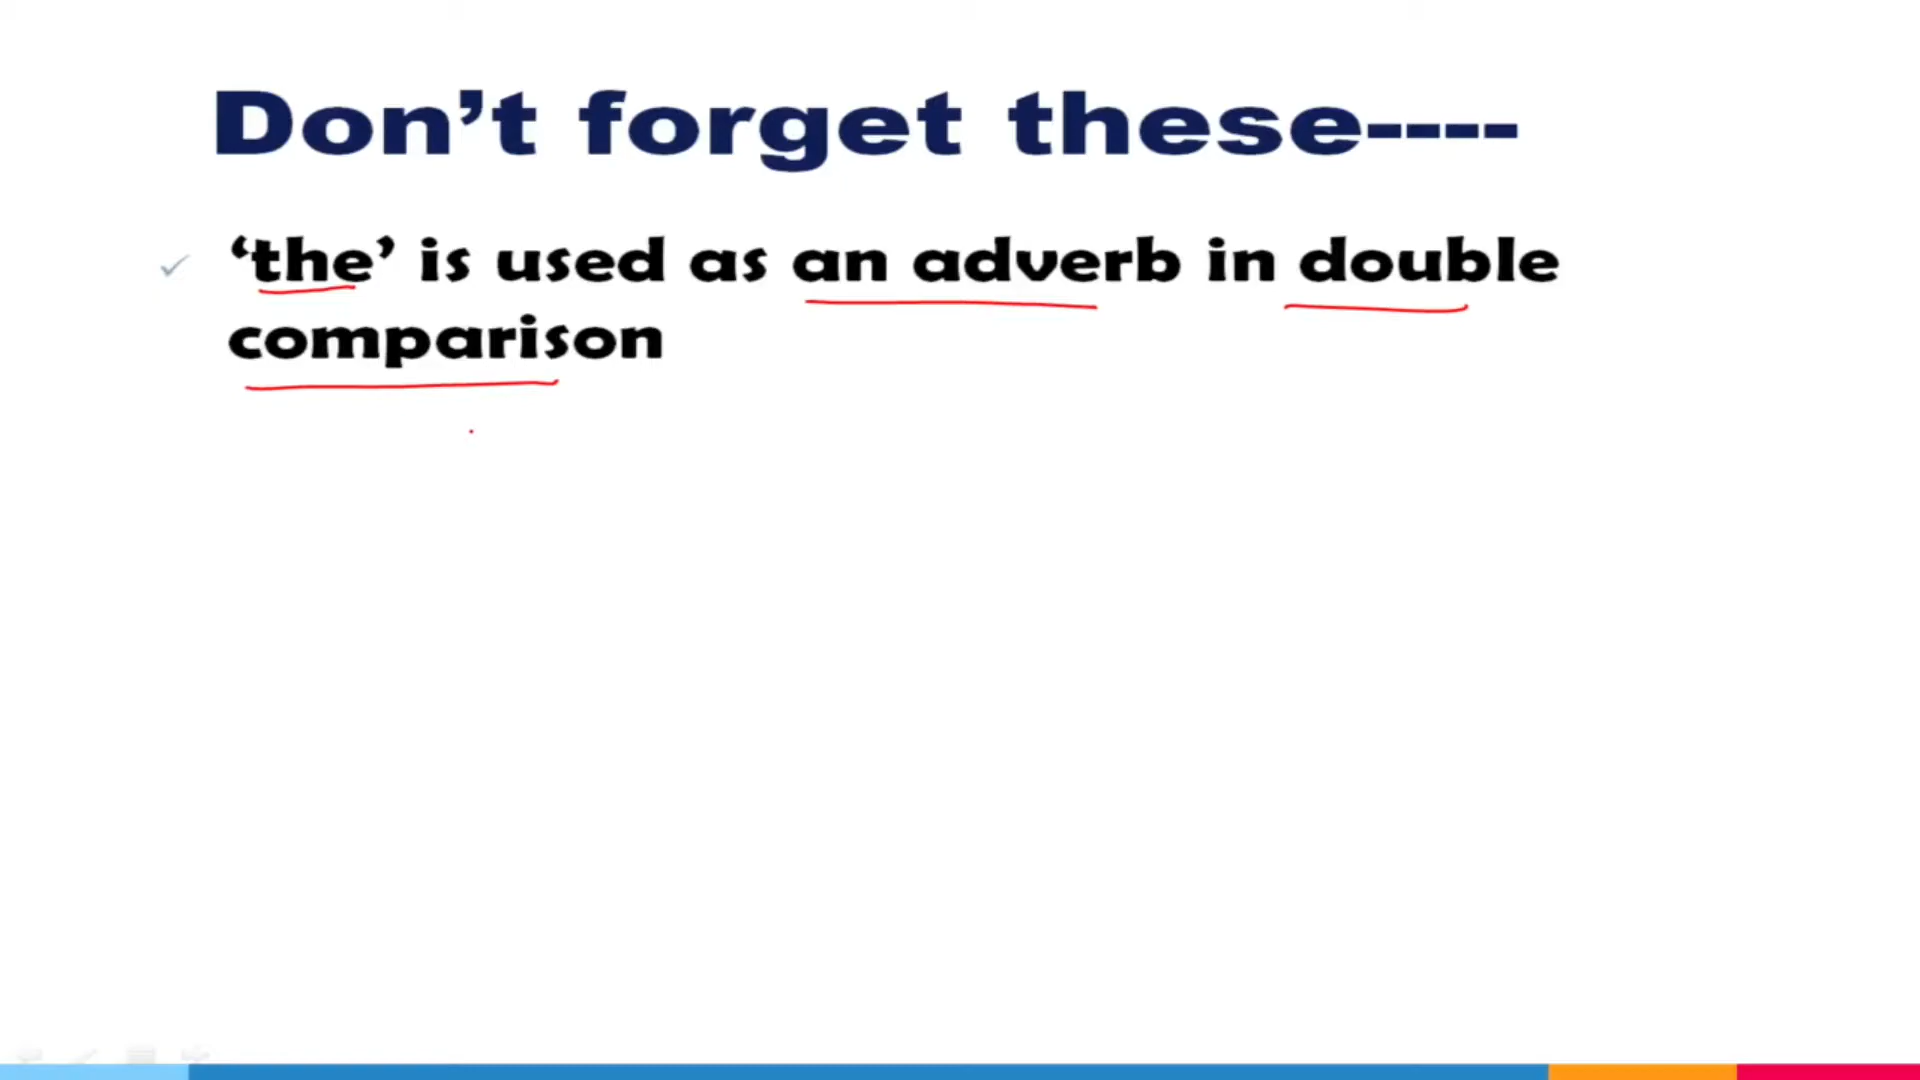 Don’t forget these----
‘the’ is used as an adverb in double
comparison